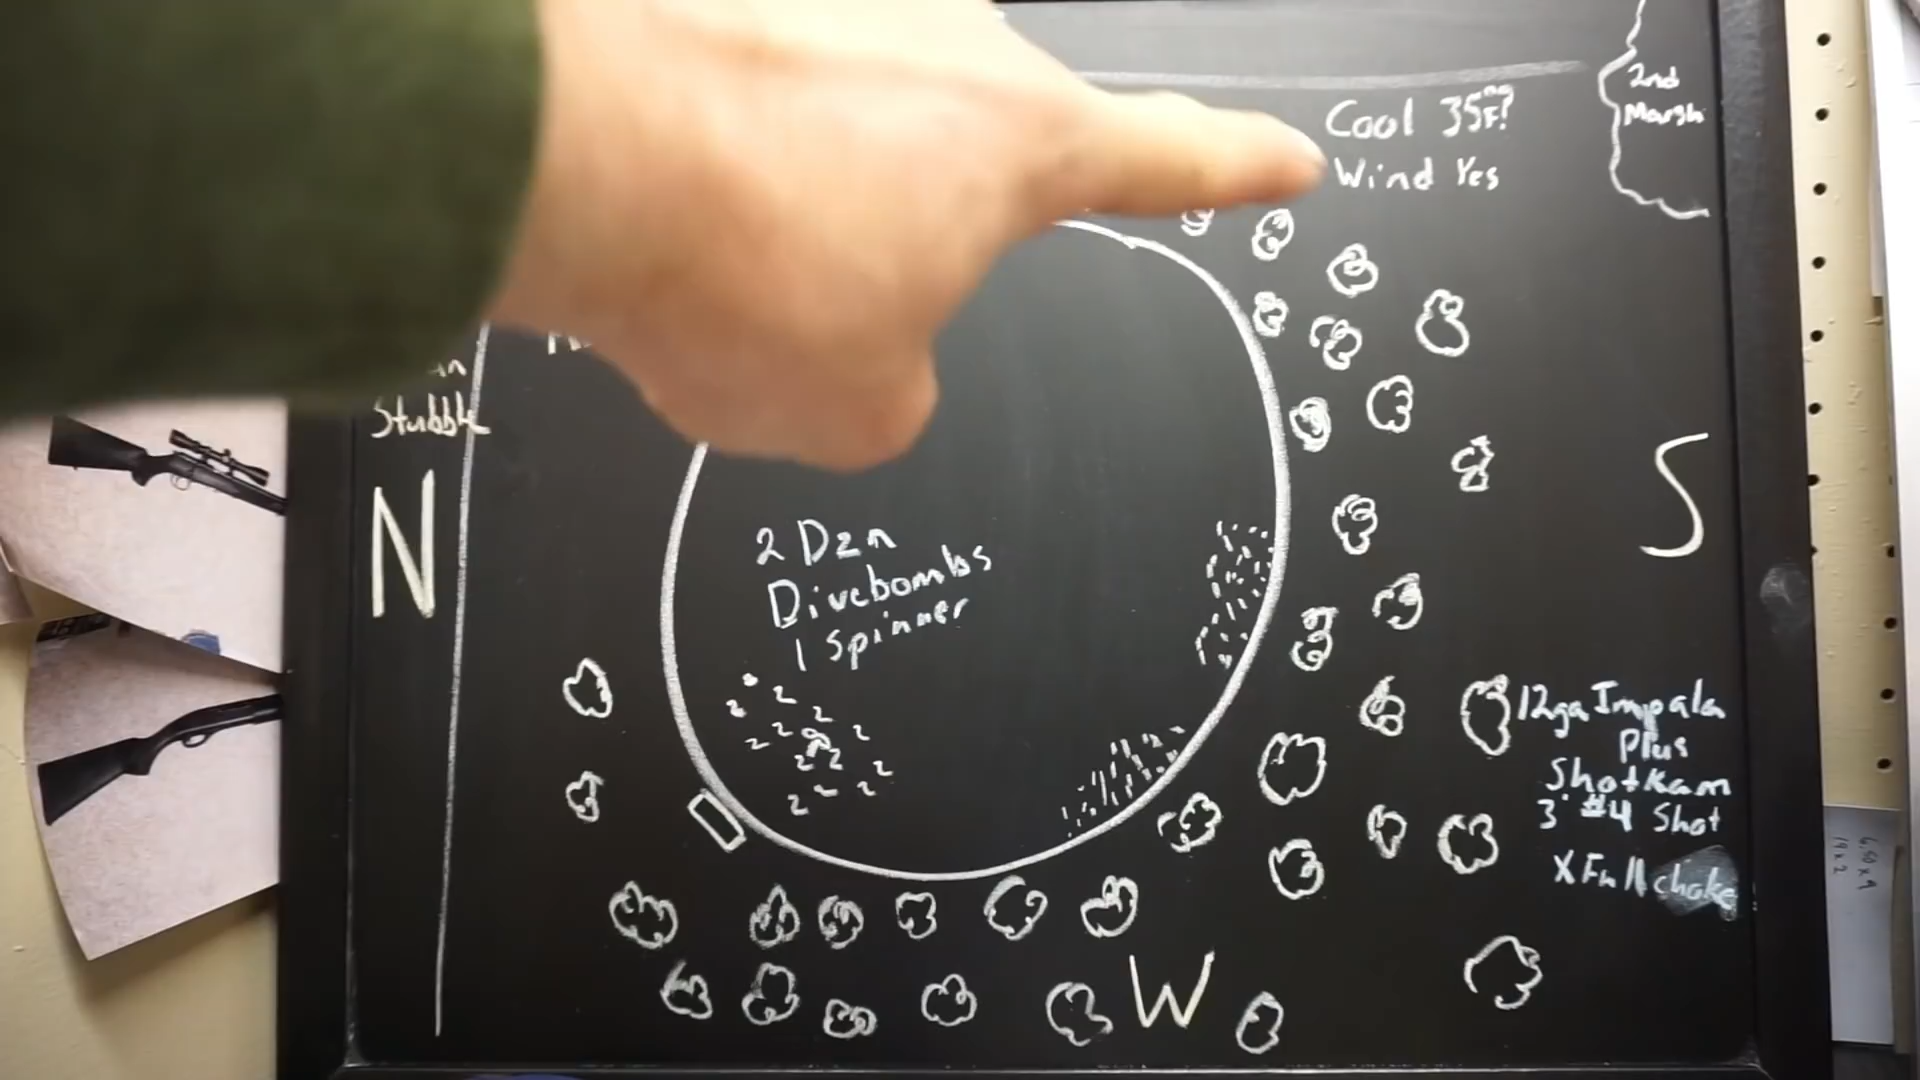 2nd
Marsh
Cool 35F?
Wind Yes
Stubble
N
S
2 Dzn
Divebombs
1 Spinner
12ga Impala
Plus
ShotKam
3" #4 Shot
X Full choke
W